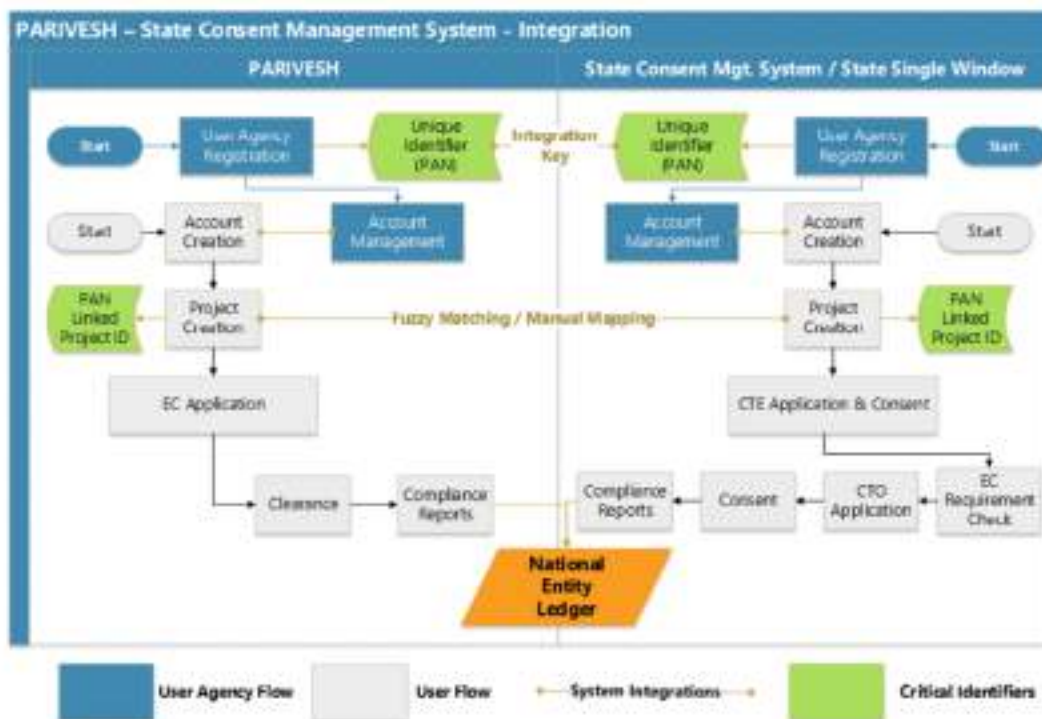 PARIVESH – State Consent Management System - Integration
PARIVESH
State Consent Mgt. System / State Single Window
Start
User Agency
Registration
Unique
Identifier
(PAN)
Integration
Key
Unique
Identifier
(PAN)
User Agency
Registration
Start
Start
Account
Creation
Account
Management
Account
Management
Account
Creation
Start
PAN
Linked
Project ID
Project
Creation
Fuzzy Matching / Manual Mapping
Project
Creation
PAN
Linked
Project ID
EC Application
CTE Application & Consent
Clearance
Compliance
Reports
Compliance
Reports
Consent
CTO
Application
EC
Requirement
Check
National
Entity
Ledger
User Agency Flow
User Flow
System Integrations
Critical Identifiers